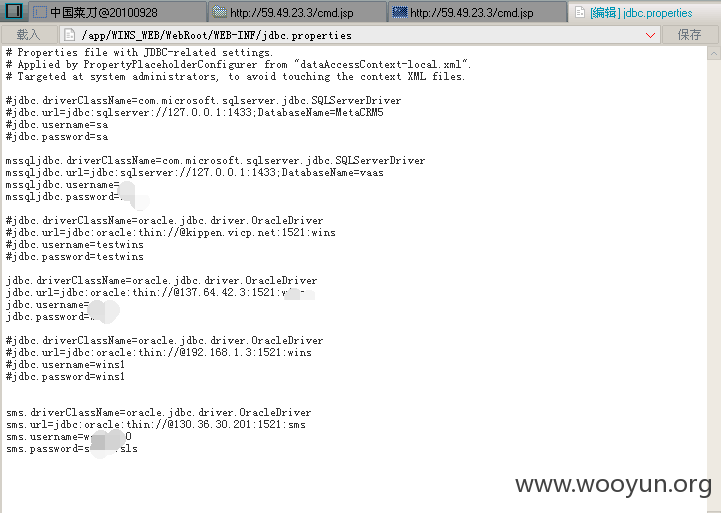 中国菜刀@20100928
http://59.49.23.3/cmd.jsp
http://59.49.23.3/cmd.jsp
[编辑] jdbc.properties
载入
/app/WINS_WEB/WebRoot/WEB-INF/jdbc.properties
保存
# Properties file with JDBC-related settings.
# Applied by PropertyPlaceholderConfigurer from "dataAccessContext-local.xml".
# Targeted at system administrators, to avoid touching the context XML files.
#jdbc.driverClassName=com.microsoft.sqlserver.jdbc.SQLServerDriver
#jdbc.url=jdbc:sqlserver://127.0.0.1:1433;DatabaseName=MetaCRM5
#jdbc.username=sa
#jdbc.password=sa
mssqljdbc.driverClassName=com.microsoft.sqlserver.jdbc.SQLServerDriver
mssqljdbc.url=jdbc:sqlserver://127.0.0.1:1433;DatabaseName=vaas
mssqljdbc.username=
mssqljdbc.password=
#jdbc.driverClassName=oracle.jdbc.driver.OracleDriver
#jdbc.url=jdbc:oracle:thin://@kippen.vicp.net:1521:wins
#jdbc.username=testwins
#jdbc.password=testwins
jdbc.driverClassName=oracle.jdbc.driver.OracleDriver
jdbc.url=jdbc:oracle:thin://@137.64.42.3:1521:
jdbc.username=
jdbc.password=
#jdbc.driverClassName=oracle.jdbc.driver.OracleDriver
#jdbc.url=jdbc:oracle:thin://@192.168.1.3:1521:wins
#jdbc.username=wins1
#jdbc.password=wins1
sms.driverClassName=oracle.jdbc.driver.OracleDriver
sms.url=jdbc:oracle:thin://@130.36.30.201:1521:sms
sms.username=
sms.password=
www.wooyun.org